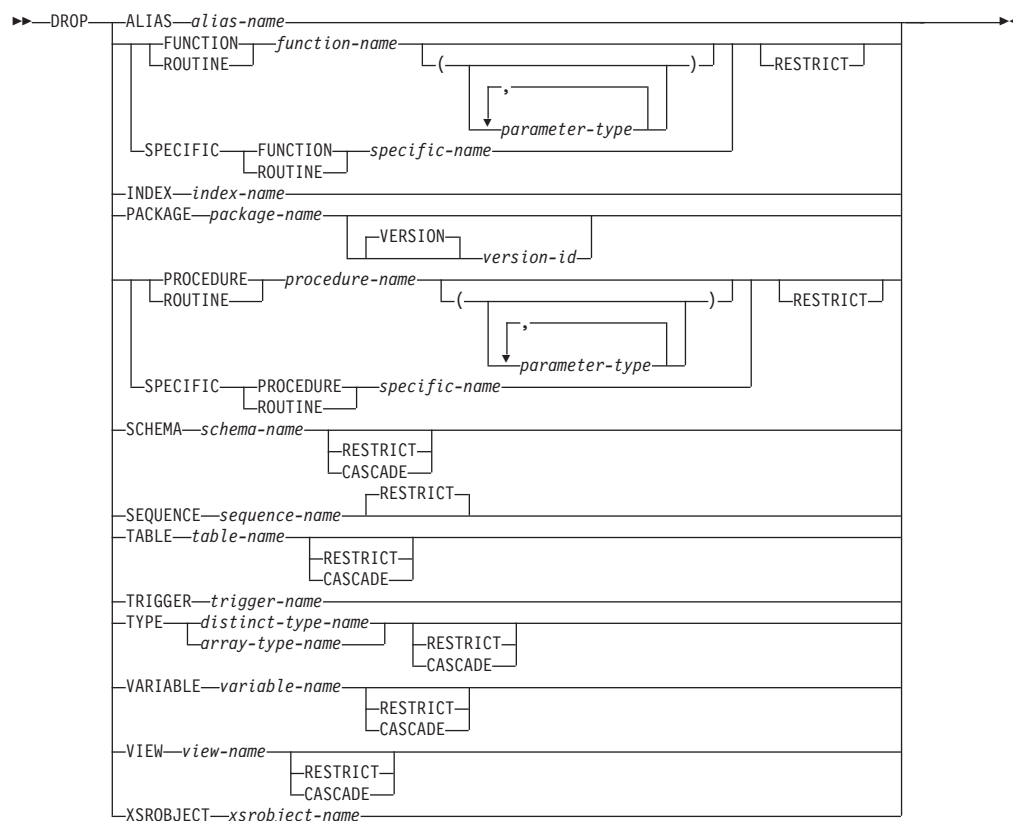 DROP ALIAS alias-name
FUNCTION function-name
ROUTINE ( ) RESTRICT
,
parameter-type
SPECIFIC FUNCTION specific-name
ROUTINE
INDEX index-name
PACKAGE package-name
VERSION
version-id
PROCEDURE procedure-name
ROUTINE ( ) RESTRICT
,
parameter-type
SPECIFIC PROCEDURE specific-name
ROUTINE
SCHEMA schema-name
RESTRICT
CASCADE
RESTRICT
SEQUENCE sequence-name
TABLE table-name
RESTRICT
CASCADE
TRIGGER trigger-name
TYPE distinct-type-name
array-type-name RESTRICT
CASCADE
VARIABLE variable-name
RESTRICT
CASCADE
VIEW view-name
RESTRICT
CASCADE
XSROBJECT xsrobject-name